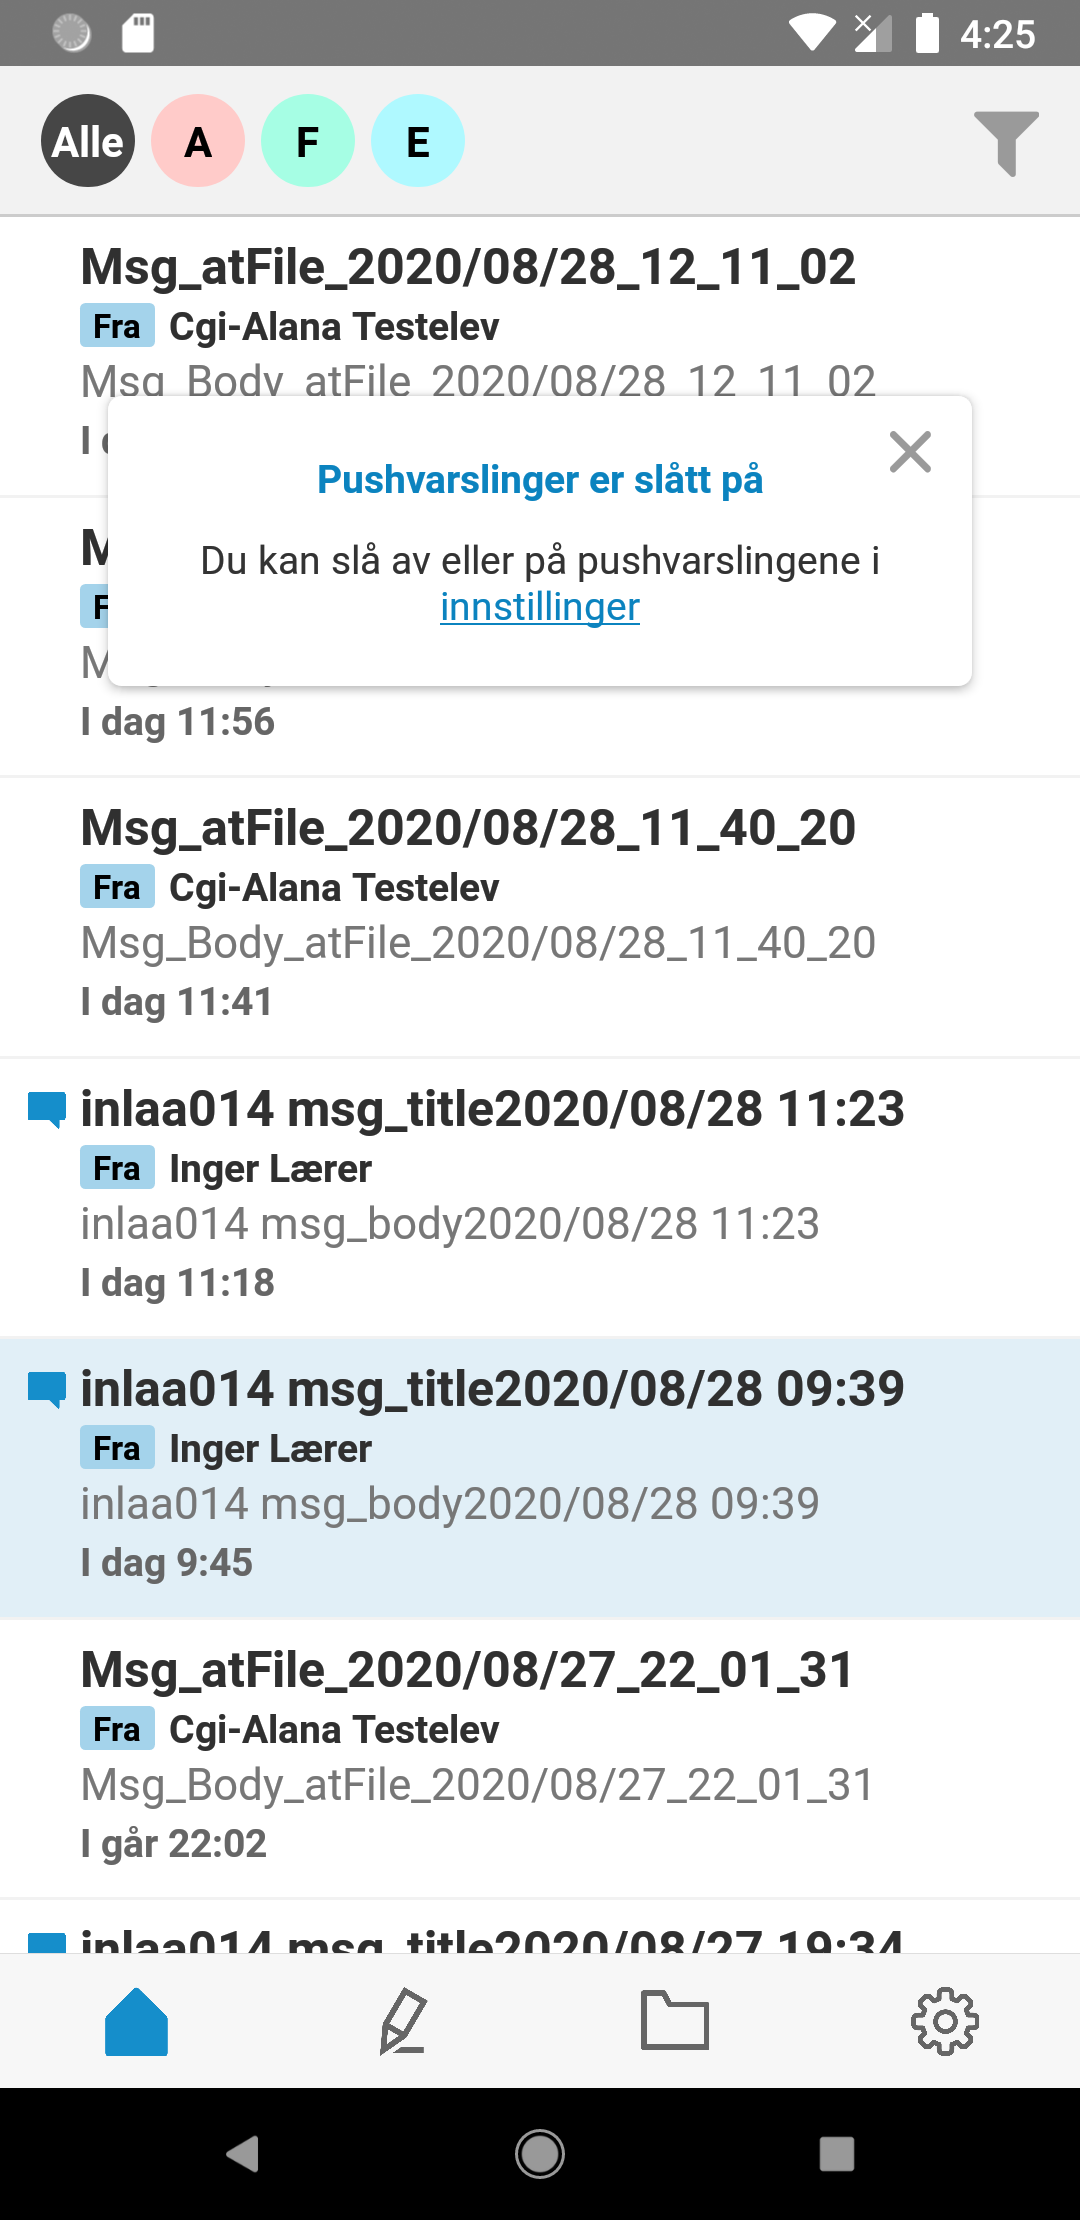 4:25
Alle A F E
Msg_atFile_2020/08/28_12_11_02
Fra Cgi-Alana Testelev
Msg_Body_atFile_2020/08/28_12_11_02
I
Pushvarslinger er slått på
Du kan slå av eller på pushvarslingene i
innstillinger
I dag 11:56
Msg_atFile_2020/08/28_11_40_20
Fra Cgi-Alana Testelev
Msg_Body_atFile_2020/08/28_11_40_20
I dag 11:41
inlaa014 msg_title2020/08/28 11:23
Fra Inger Lærer
inlaa014 msg_body2020/08/28 11:23
I dag 11:18
inlaa014 msg_title2020/08/28 09:39
Fra Inger Lærer
inlaa014 msg_body2020/08/28 09:39
I dag 9:45
Msg_atFile_2020/08/27_22_01_31
Fra Cgi-Alana Testelev
Msg_Body_atFile_2020/08/27_22_01_31
I går 22:02
inlaa014 msg_title2020/08/27 19:34